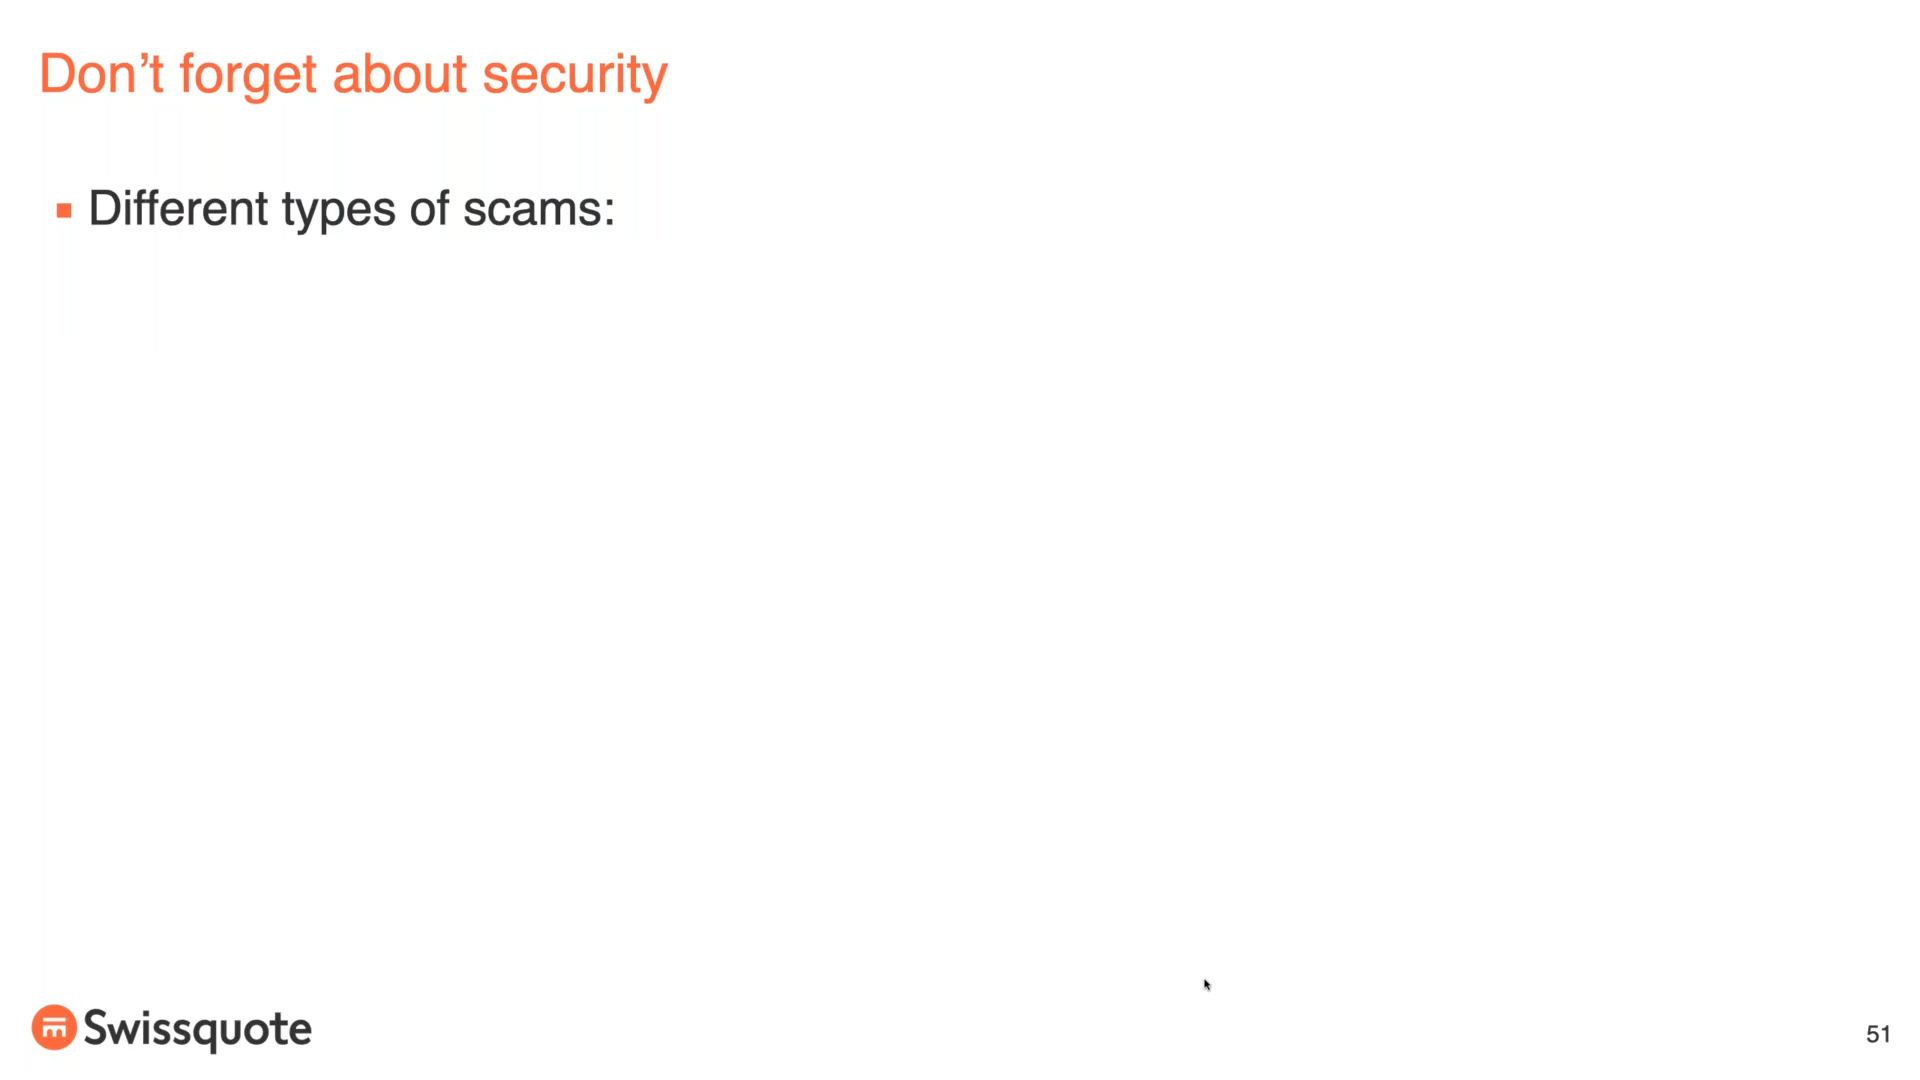 Don’t forget about security
Different types of scams:
Swissquote
51